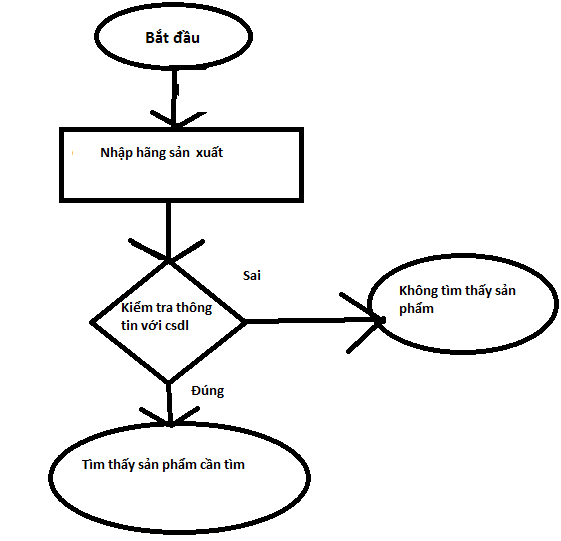 Bắt đầu
Nhập hãng sản xuất
Sai
Không tìm thấy sản
phẩm
Kiểm tra thông
tin với csdl
Đúng
Tìm thấy sản phẩm cần tìm